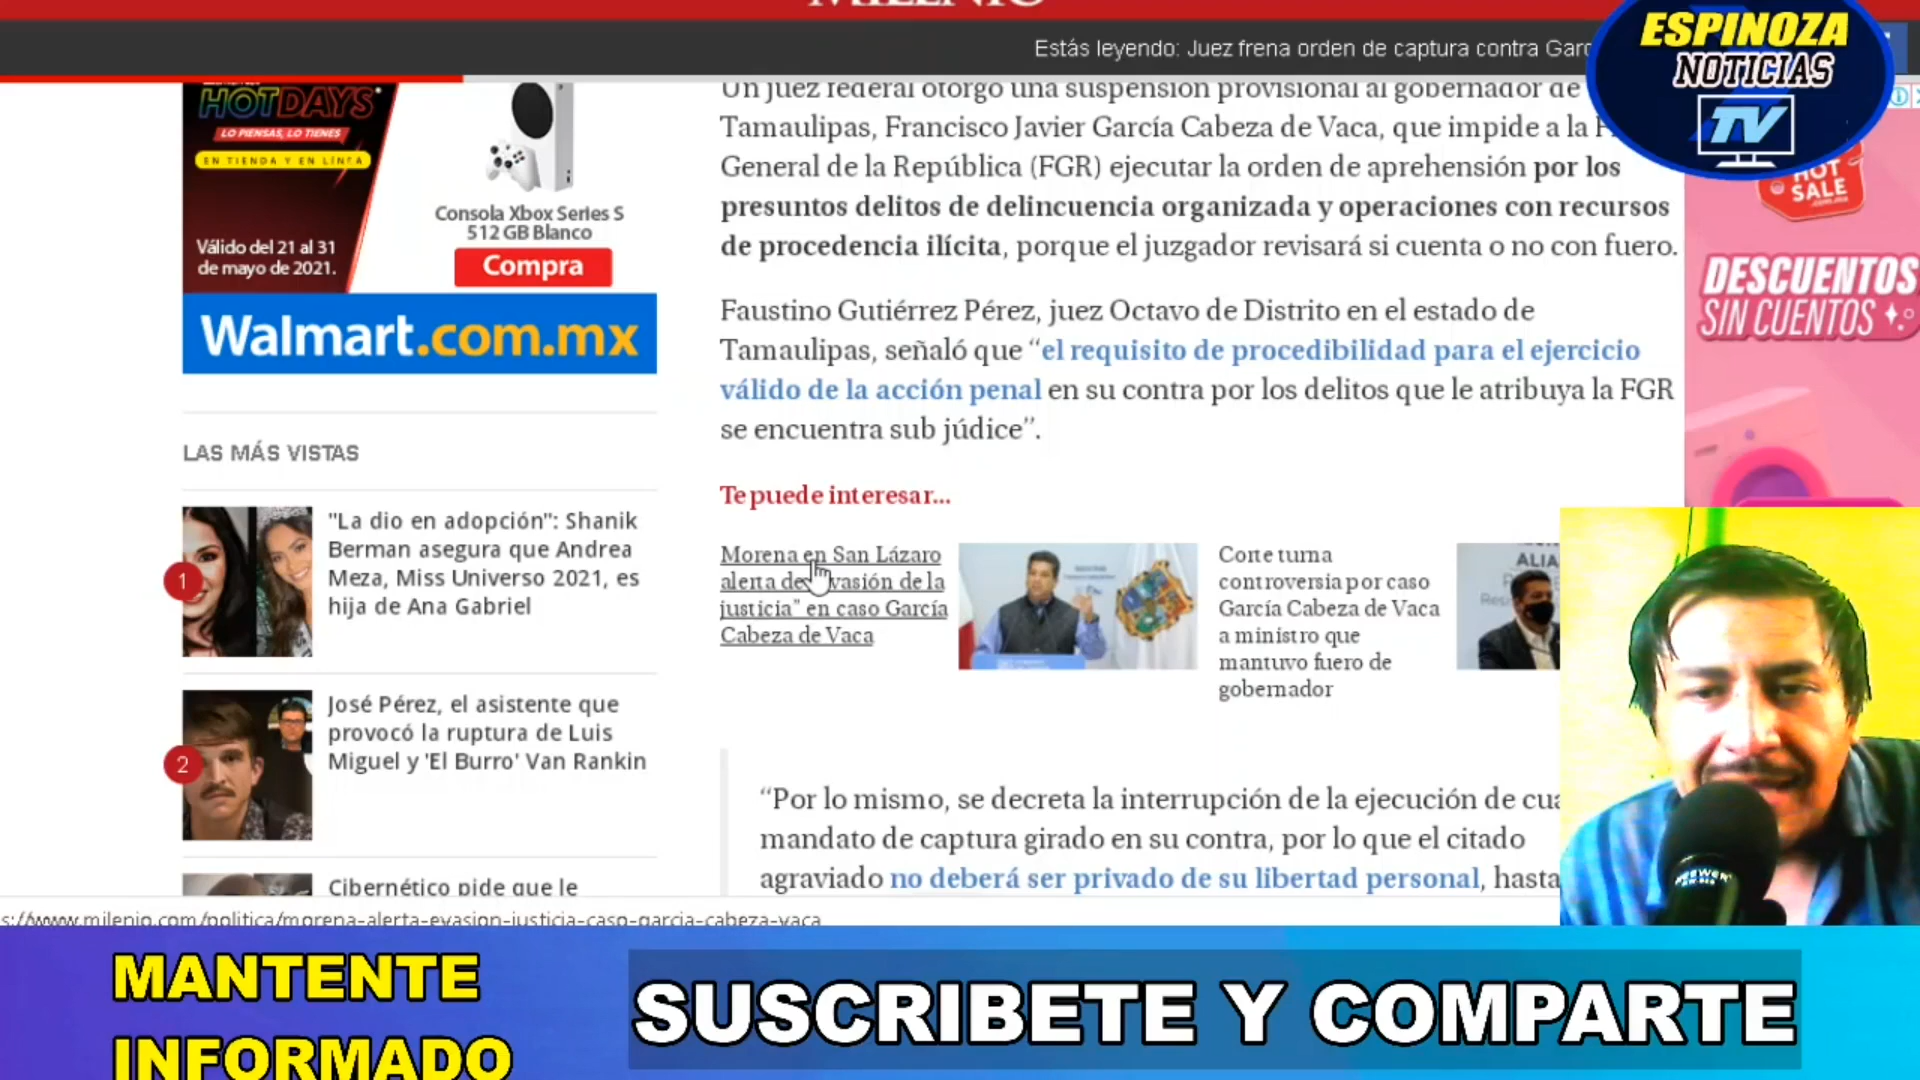 MILENIO
Estás leyendo: Juez frena orden de captura contra Garc
ESPINOZA
NOTICIAS
TV
HOTDAYS
LO PIENSAS, LO TIENES
EN TIENDA Y EN LÍNEA
Válido del 21 al 31
de mayo de 2021.
Consola Xbox Series S
512 GB Blanco
Compra
Walmart.com.mx
LAS MÁS VISTAS
1
"La dio en adopción": Shanik
Berman asegura que Andrea
Meza, Miss Universo 2021, es
hija de Ana Gabriel
2
José Pérez, el asistente que
provocó la ruptura de Luis
Miguel y 'El Burro' Van Rankin
Cibernético pide que le
Un juez federal otorgó una suspensión provisional al gobernador de
Tamaulipas, Francisco Javier García Cabeza de Vaca, que impide a la
General de la República (FGR) ejecutar la orden de aprehensión por los
presuntos delitos de delincuencia organizada y operaciones con recursos
de procedencia ilícita, porque el juzgador revisará si cuenta o no con fuero.
Faustino Gutiérrez Pérez, juez Octavo de Distrito en el estado de
Tamaulipas, señaló que “el requisito de procedibilidad para el ejercicio
válido de la acción penal en su contra por los delitos que le atribuya la FGR
se encuentra sub júdice”.
Te puede interesar...
Morena en San Lázaro
alerta de evasión de la
justicia" en caso García
Cabeza de Vaca
Corte turna
controversia por caso
García Cabeza de Vaca
a ministro que
mantuvo fuero de
gobernador
ALIA
“Por lo mismo, se decreta la interrupción de la ejecución de cua
mandato de captura girado en su contra, por lo que el citado
agraviado no deberá ser privado de su libertad personal, hasta
HOT
SALE
.com.mx
DESCUENTOS
SIN CUENTOS
s://www.milenio.com/politica/morena-alerta-evasion-justicia-caso-garcia-cabeza-vaca
MANTENTE
INFORMADO
SUSCRIBETE Y COMPARTE